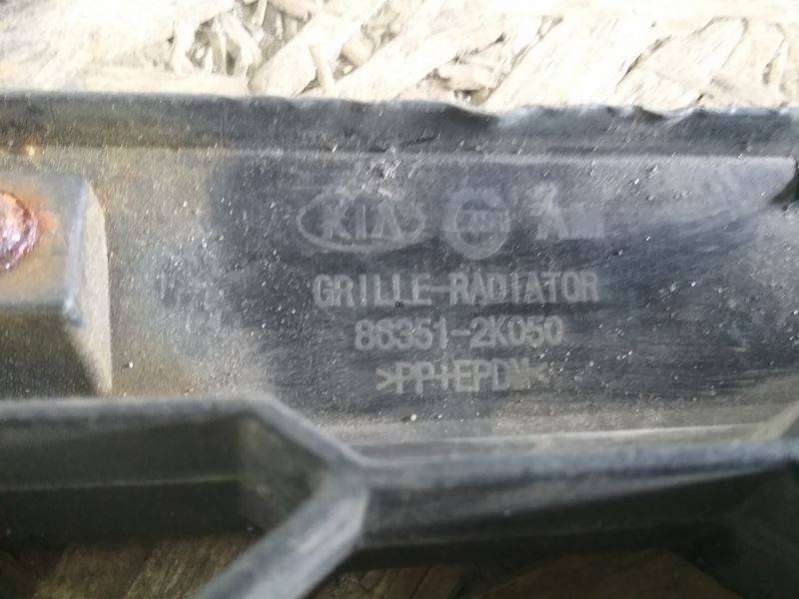 KIA
GRILLE-RADIATOR
86351-2K050
>PP+EPDM<